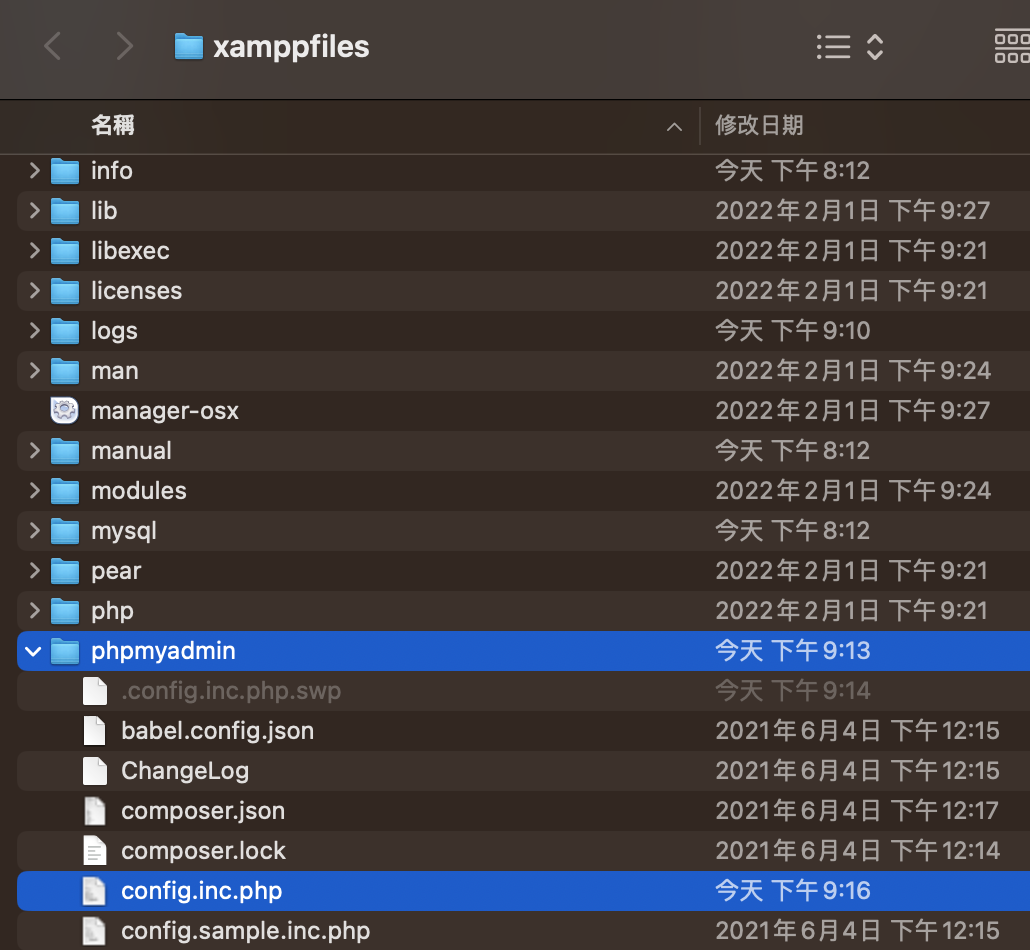 xamppfiles
名稱 修改日期
info 今天 下午8:12
lib 2022年2月1日 下午9:27
libexec 2022年2月1日 下午9:21
licenses 2022年2月1日 下午9:21
logs 今天 下午9:10
man 2022年2月1日 下午9:24
manager-osx 2022年2月1日 下午9:27
manual 今天 下午8:12
modules 2022年2月1日 下午9:24
mysql 今天 下午8:12
pear 2022年2月1日 下午9:21
php 2022年2月1日 下午9:21
phpmyadmin 今天 下午9:13
.config.inc.php.swp 今天 下午9:14
babel.config.json 2021年6月4日 下午12:15
ChangeLog 2021年6月4日 下午12:15
composer.json 2021年6月4日 下午12:17
composer.lock 2021年6月4日 下午12:14
config.inc.php 今天 下午9:16
config.sample.inc.php 2021年6月4日 下午12:15